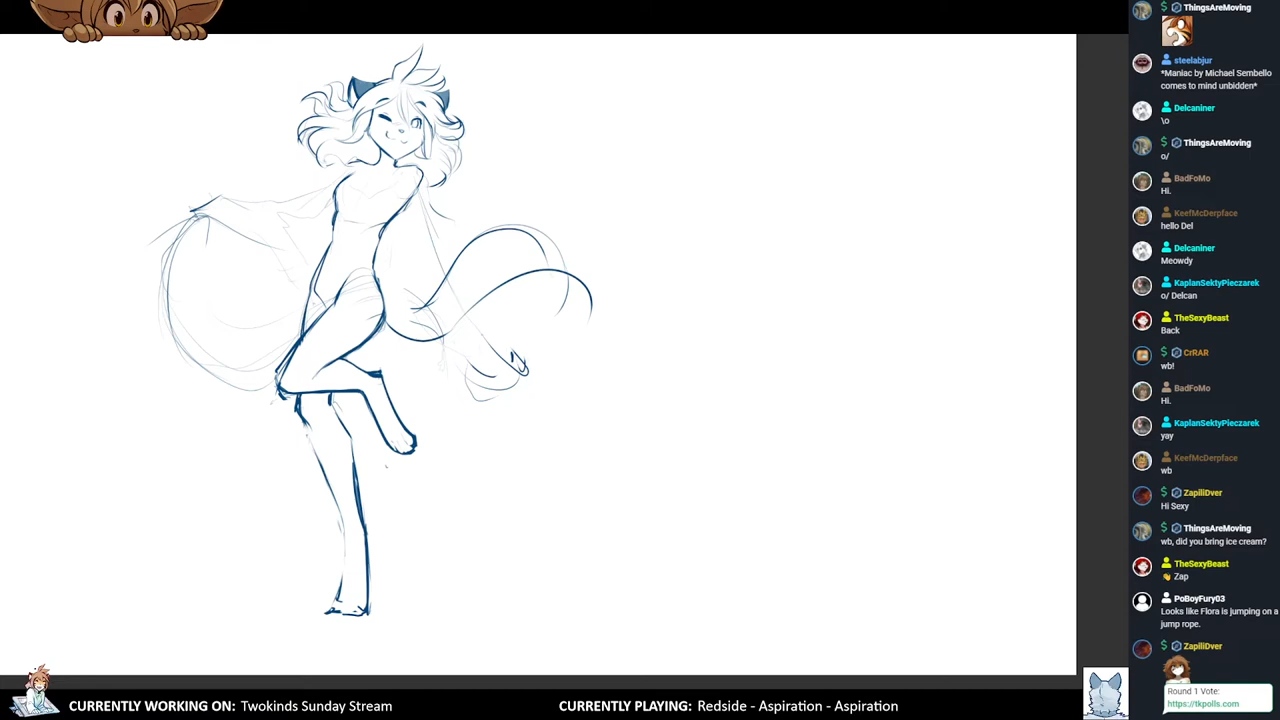 ThingsAreMoving
steelabjur
*Maniac by Michael Sembello
comes to mind unbidden*
Delcaniner
\o
ThingsAreMoving
o/
BadFoMo
Hi.
KeefMcDerpface
hello Del
Delcaniner
Meowdy
KaplanSektyPieczarek
o/ Delcan
TheSexyBeast
Back
CrRAR
wb!
BadFoMo
Hi.
KaplanSektyPieczarek
yay
KeefMcDerpface
wb
ZapiliDver
Hi Sexy
ThingsAreMoving
wb, did you bring ice cream?
TheSexyBeast
👋 Zap
PoBoyFury03
Looks like Flora is jumping on a
jump rope.
ZapiliDver
Round 1 Vote:
https://tkpolls.com
CURRENTLY WORKING ON: Twokinds Sunday Stream
CURRENTLY PLAYING: Redside - Aspiration - Aspiration